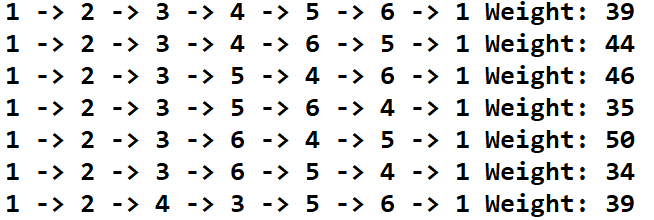 1 -> 2 -> 3 -> 4 -> 5 -> 6 -> 1 Weight: 39
1 -> 2 -> 3 -> 4 -> 6 -> 5 -> 1 Weight: 44
1 -> 2 -> 3 -> 5 -> 4 -> 6 -> 1 Weight: 46
1 -> 2 -> 3 -> 5 -> 6 -> 4 -> 1 Weight: 35
1 -> 2 -> 3 -> 6 -> 4 -> 5 -> 1 Weight: 50
1 -> 2 -> 3 -> 6 -> 5 -> 4 -> 1 Weight: 34
1 -> 2 -> 4 -> 3 -> 5 -> 6 -> 1 Weight: 39